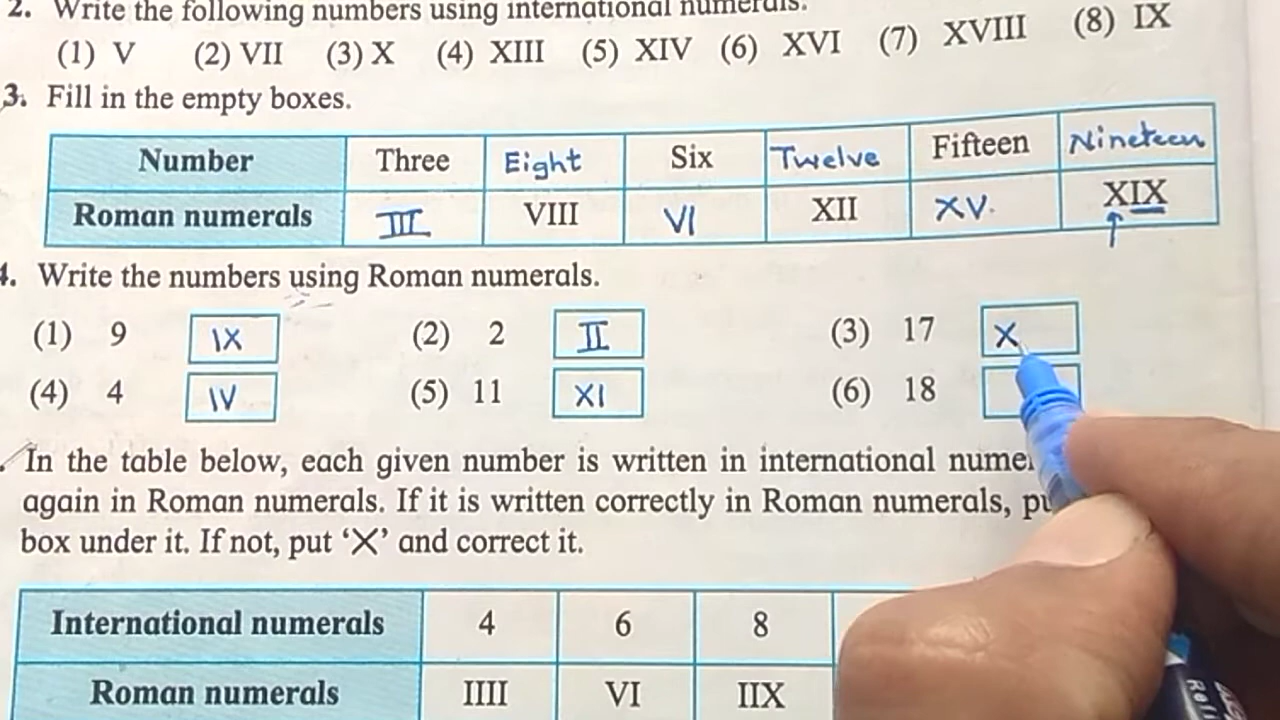 2. Write the following numbers using international numerals.
(1) V (2) VII (3) X (4) XIII (5) XIV (6) XVI (7) XVIII (8) IX
3. Fill in the empty boxes.
Number Three Eight Six Twelve Fifteen Nineteen
Roman numerals III VIII VI XII XV. XIX
4. Write the numbers using Roman numerals.
(1) 9 IX (2) 2 II (3) 17 X
(4) 4 IV (5) 11 XI (6) 18
In the table below, each given number is written in international
again in Roman numerals. If it is written correctly in Roman numerals,
box under it. If not, put ‘X’ and correct it.
International numerals 4 6 8
Roman numerals IIII VI IIX